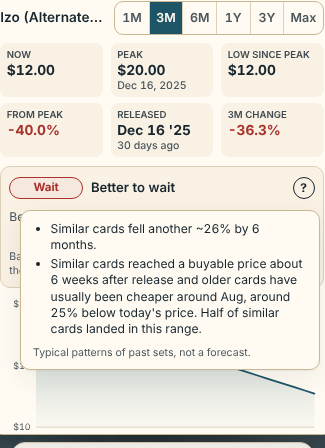 Izo (Alternate...
1M 3M 6M 1Y 3Y Max
NOW
$12.00
PEAK
$20.00
Dec 16, 2025
LOW SINCE PEAK
$12.00
FROM PEAK
-40.0%
RELEASED
Dec 16 '25
30 days ago
3M CHANGE
-36.3%
Wait Better to wait ?
Be
Similar cards fell another ~26% by 6
months.
Similar cards reached a buyable price about
6 weeks after release and older cards have
usually been cheaper around Aug, around
25% below today's price. Half of similar
cards landed in this range.
Typical patterns of past sets, not a forecast.
Ba
the
$10